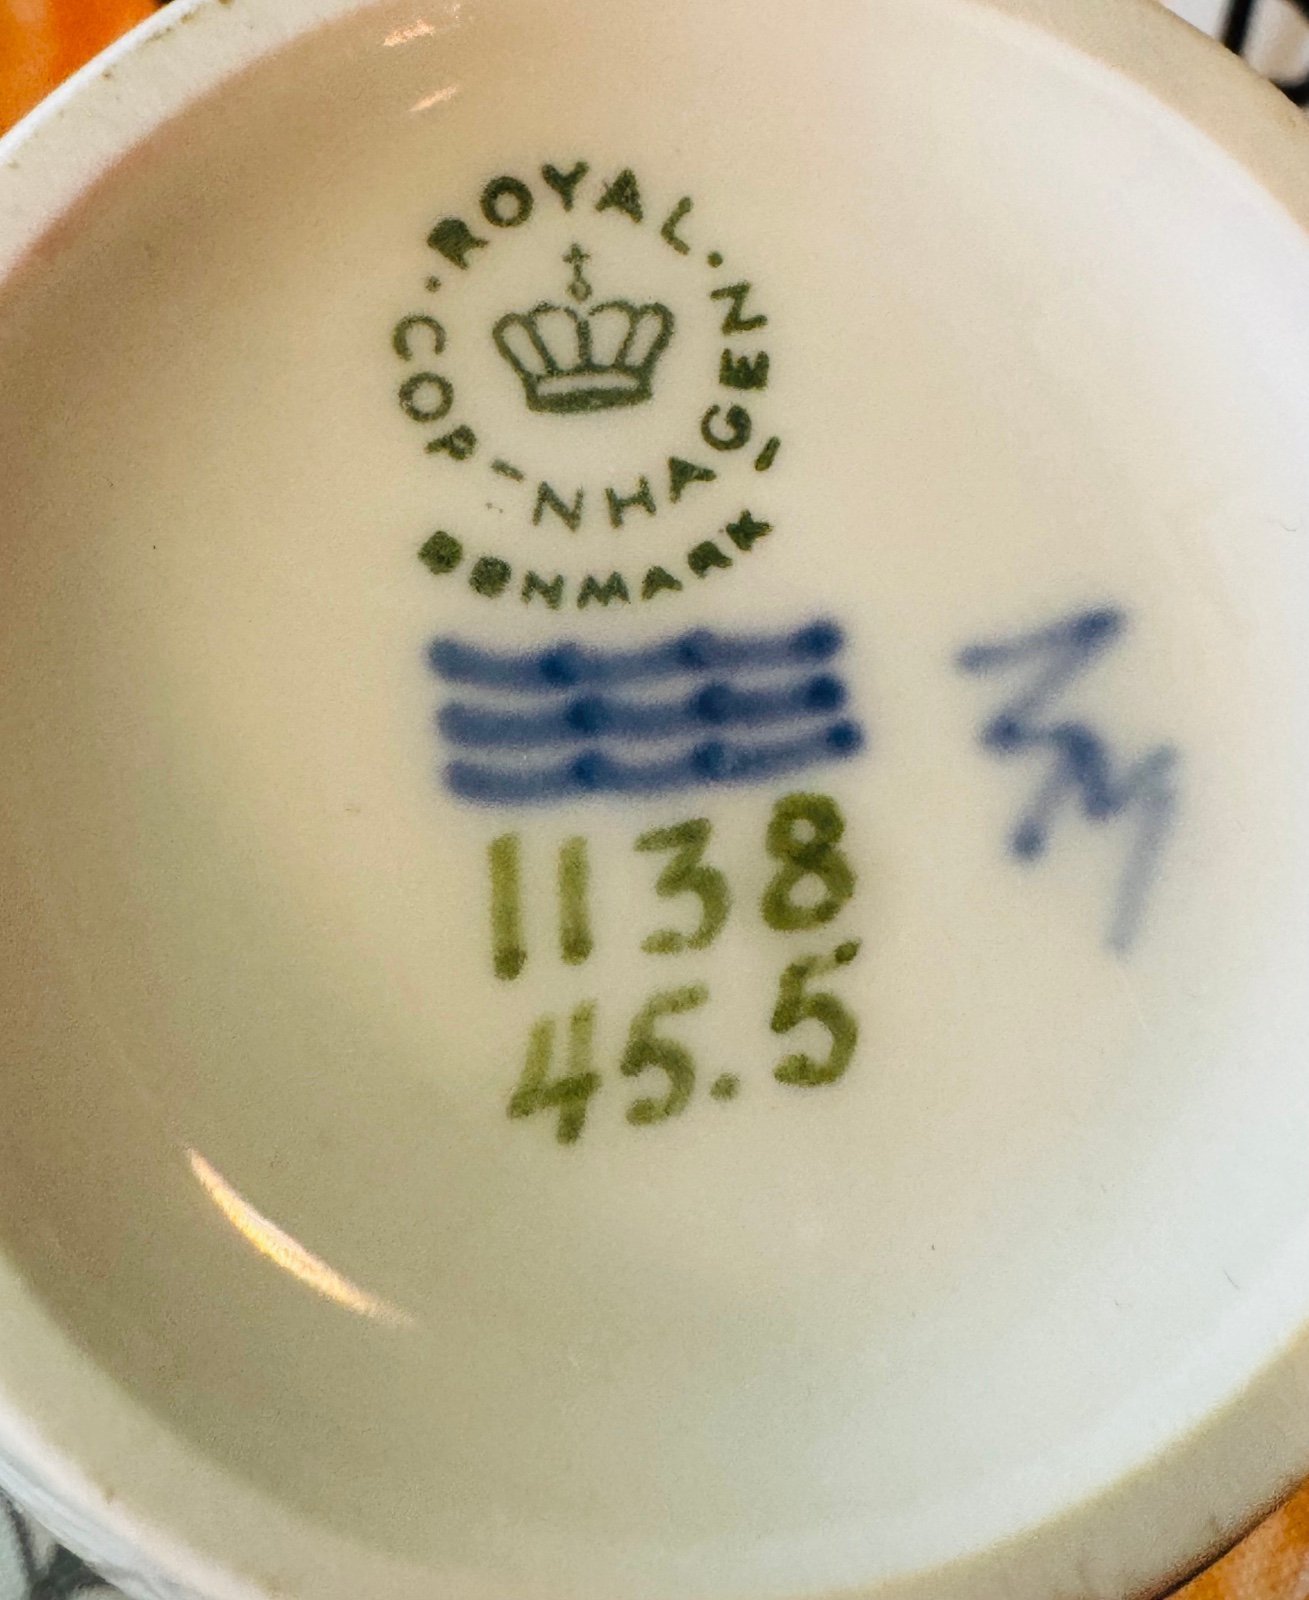 ROYAL.
COPENHAGEN
DENMARK
1138
45.5